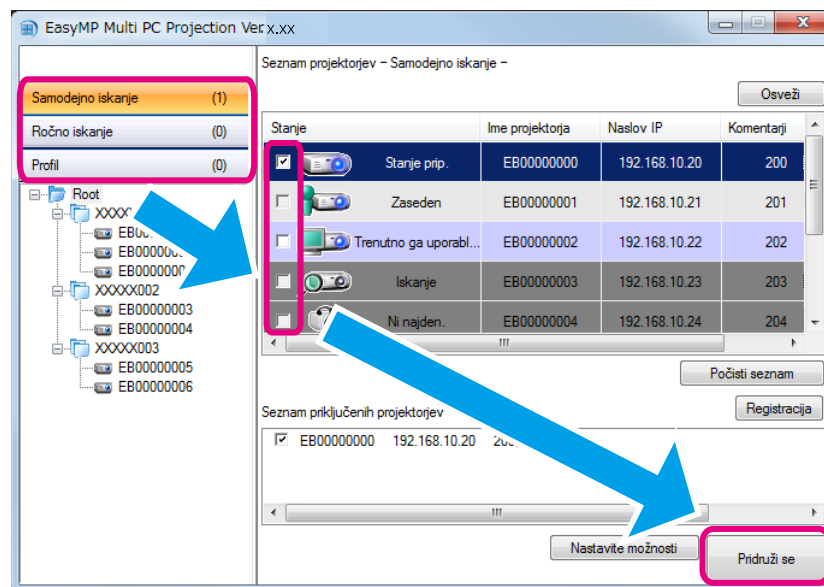 EasyMP Multi PC Projection Ver x.xx
Seznam projektorjev – Samodejno iskanje –
Samodejno iskanje (1)
Ročno iskanje (0)
Profil (0)
Osveži
Stanje Ime projektorja Naslov IP Komentarji
Stanje prip. EB00000000 192.168.10.20 200
Zaseden EB00000001 192.168.10.21 201
Trenutno ga uporabl... EB00000002 192.168.10.22 202
Iskanje EB00000003 192.168.10.23 203
Ni najden. EB00000004 192.168.10.24 204
Root
XXXXX002
EB00000003
EB00000004
XXXXX003
EB00000005
EB00000006
Počisti seznam
Registracija
Seznam priključenih projektorjev
EB00000000 192.168.10.20
Nastavite možnosti
Pridruži se